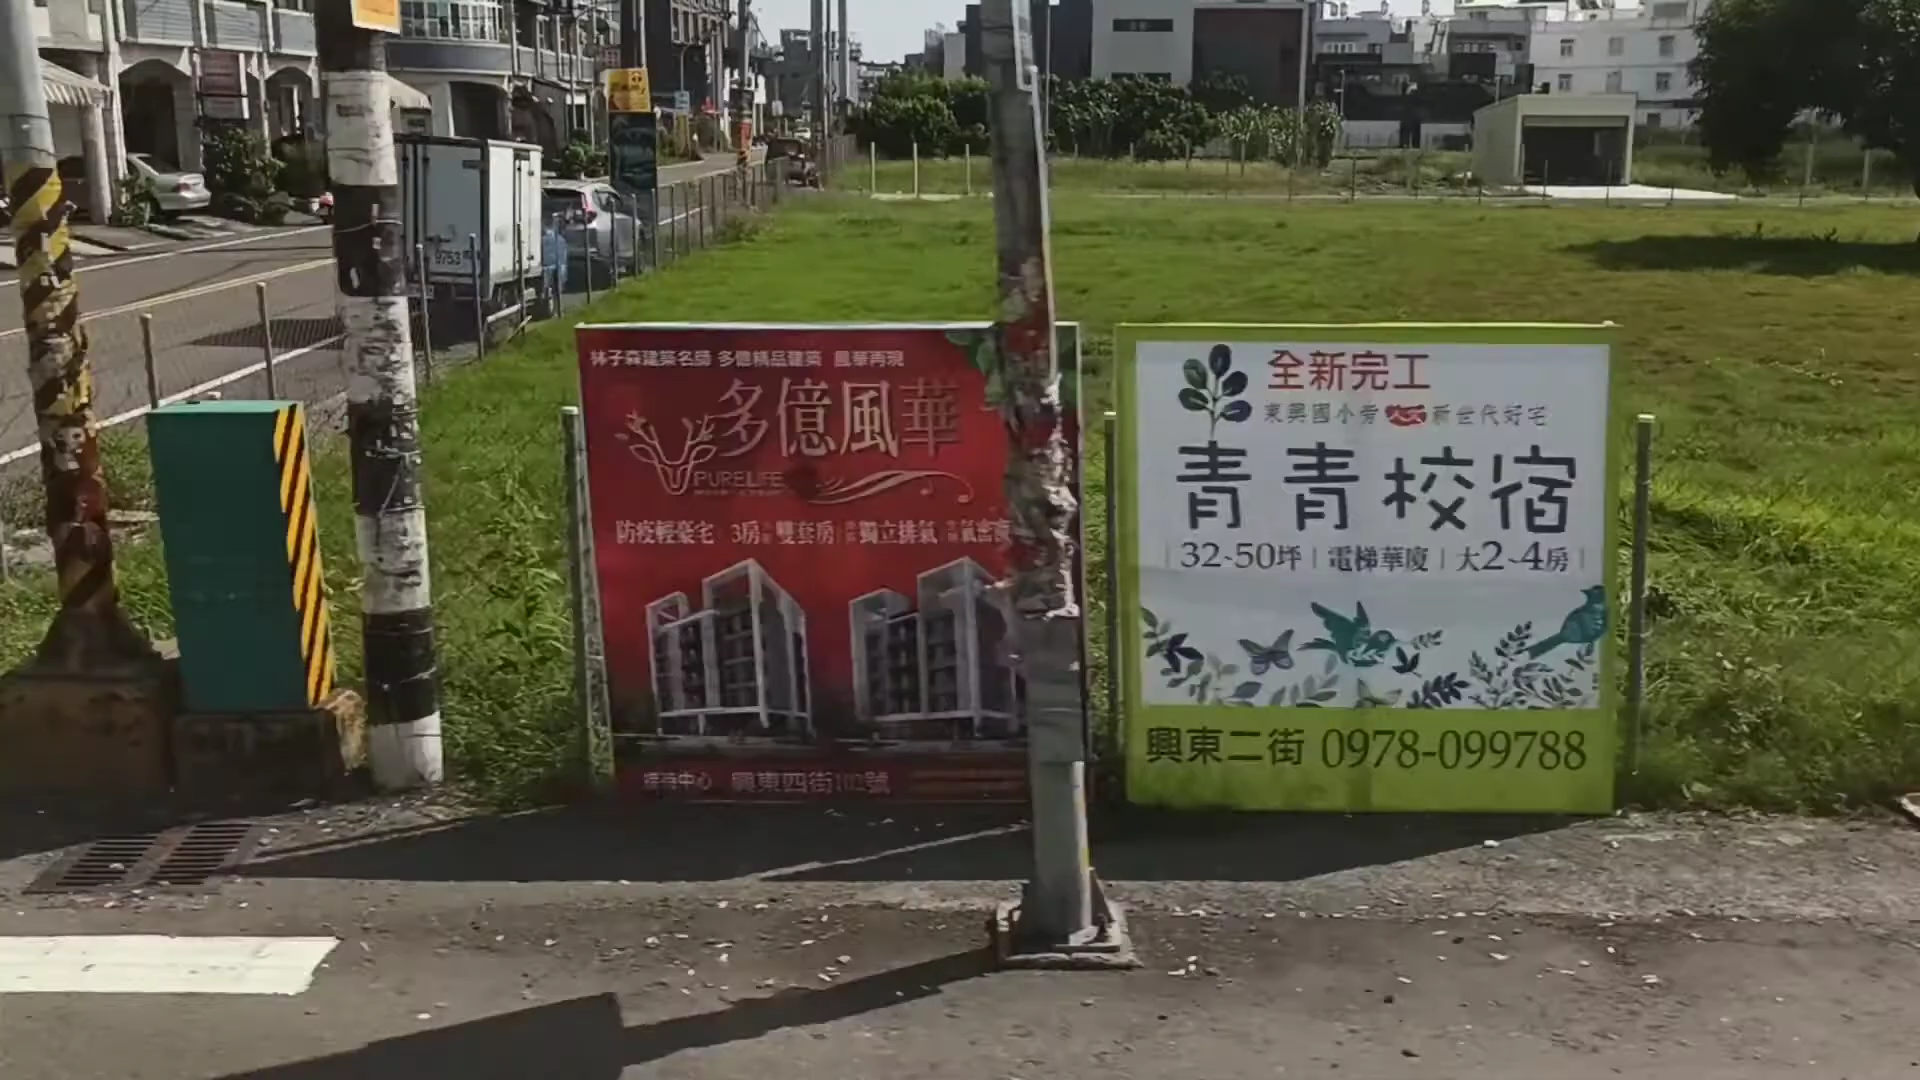 林子森建築名師 多億精品建築 風華再現
多億風華
PURELIFE
防疫輕豪宅 3房 雙套房 獨立排氣 氣密窗
接待中心 興東四街102號
全新完工
東興國小旁 新世代好宅
青青校宿
32~50坪 | 電梯華廈 | 大2~4房
興東二街 0978-099788
9753